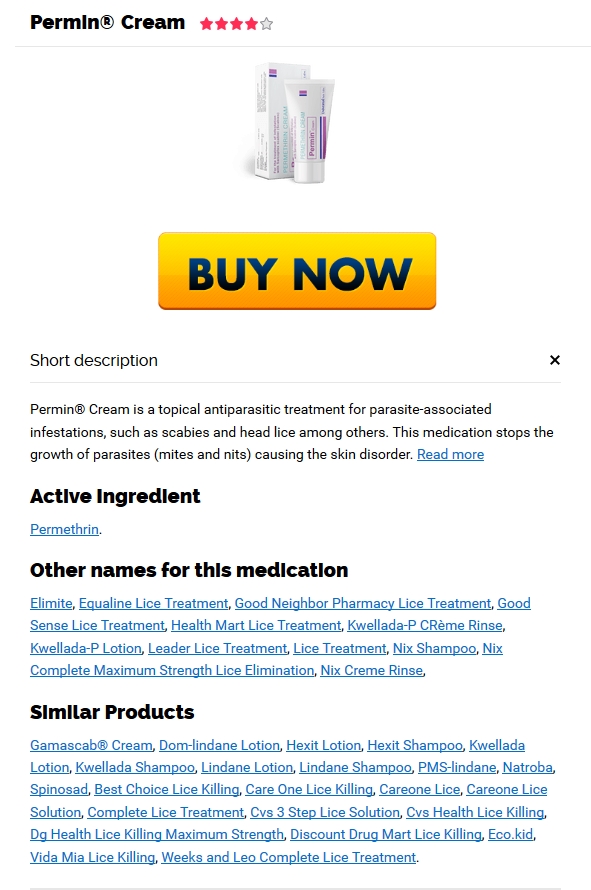 Permin® Cream
PERMETHRIN CREAM
PERMETHRIN CREAM
Permin
BUY NOW
Short description
×
Permin® Cream is a topical antiparasitic treatment for parasite-associated
infestations, such as scabies and head lice among others. This medication stops the
growth of parasites (mites and nits) causing the skin disorder. Read more
Active Ingredient
Permethrin.
Other names for this medication
Elimite, Equaline Lice Treatment, Good Neighbor Pharmacy Lice Treatment, Good
Sense Lice Treatment, Health Mart Lice Treatment, Kwellada-P CRème Rinse,
Kwellada-P Lotion, Leader Lice Treatment, Lice Treatment, Nix Shampoo, Nix
Complete Maximum Strength Lice Elimination, Nix Creme Rinse,
Similar Products
Gamascab® Cream, Dom-lindane Lotion, Hexit Lotion, Hexit Shampoo, Kwellada
Lotion, Kwellada Shampoo, Lindane Lotion, Lindane Shampoo, PMS-lindane, Natroba,
Spinosad, Best Choice Lice Killing, Care One Lice Killing, Careone Lice, Careone Lice
Solution, Complete Lice Treatment, Cvs 3 Step Lice Solution, Cvs Health Lice Killing,
Dg Health Lice Killing Maximum Strength, Discount Drug Mart Lice Killing, Eco.kid,
Vida Mia Lice Killing, Weeks and Leo Complete Lice Treatment.